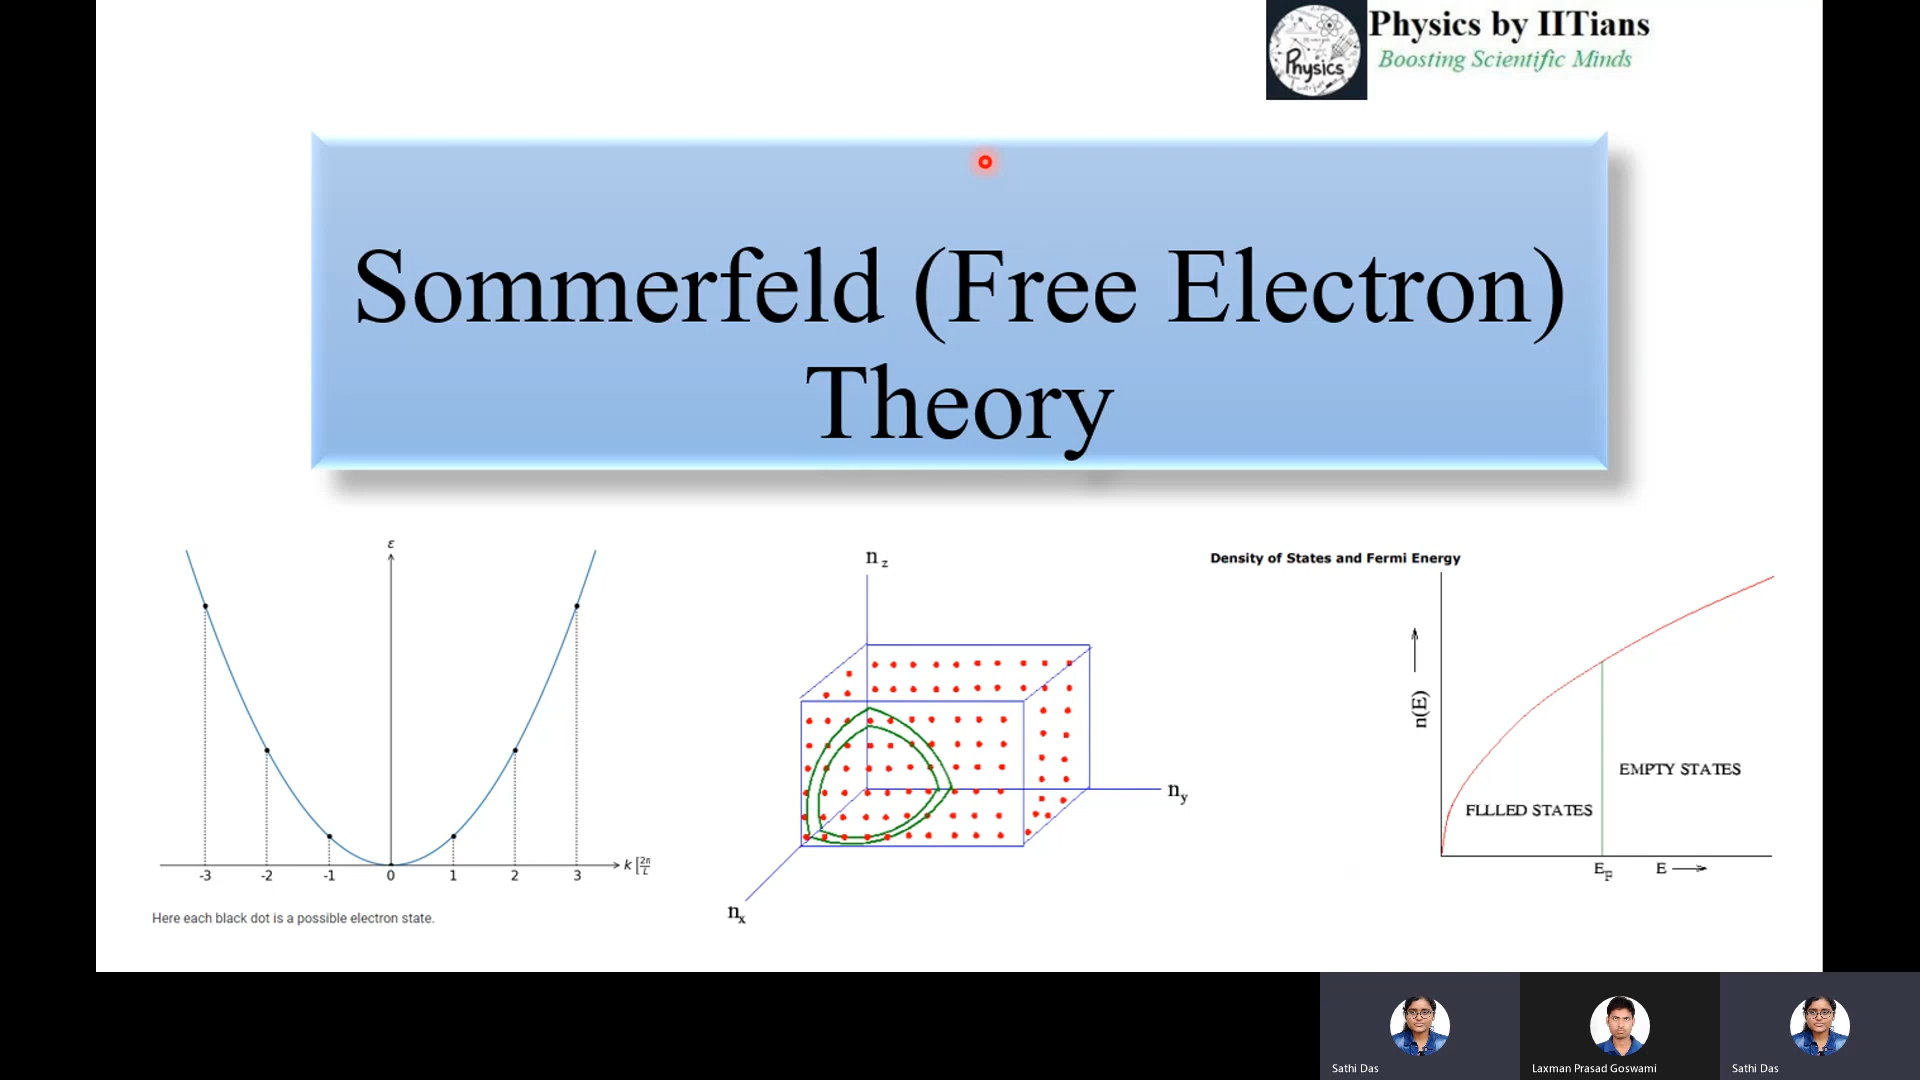 Physics by IITians
Boosting Scientific Minds
Physics
Sommerfeld (Free Electron)
Theory
ε
k [2π/L
-3 -2 -1 0 1 2 3
Here each black dot is a possible electron state.
n z
n y
n x
Density of States and Fermi Energy
n(E)
EMPTY STATES
FLLLED STATES
E F
E
Sathi Das
Laxman Prasad Goswami
Sathi Das